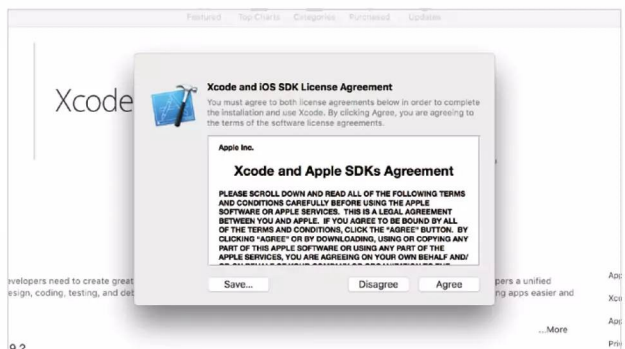 Featured Top Charts Categories Purchased Updates
Xcode
Xcode and iOS SDK License Agreement
You must agree to both license agreements below in order to complete
the installation and use Xcode. By clicking Agree, you are agreeing to
the terms of the software license agreements.
Apple Inc.
Xcode and Apple SDKs Agreement
PLEASE SCROLL DOWN AND READ ALL OF THE FOLLOWING TERMS
AND CONDITIONS CAREFULLY BEFORE USING THE APPLE
SOFTWARE OR APPLE SERVICES. THIS IS A LEGAL AGREEMENT
BETWEEN YOU AND APPLE. IF YOU AGREE TO BE BOUND BY ALL
OF THE TERMS AND CONDITIONS, CLICK THE "AGREE" BUTTON. BY
CLICKING "AGREE" OR BY DOWNLOADING, USING OR COPYING ANY
PART OF THIS APPLE SOFTWARE OR USING ANY PART OF THE
APPLE SERVICES, YOU ARE AGREEING ON YOUR OWN BEHALF AND/
Save... Disagree Agree
evelopers need to create great
pers a unified
esign, coding, testing, and
ng apps easier and
...More
9.2